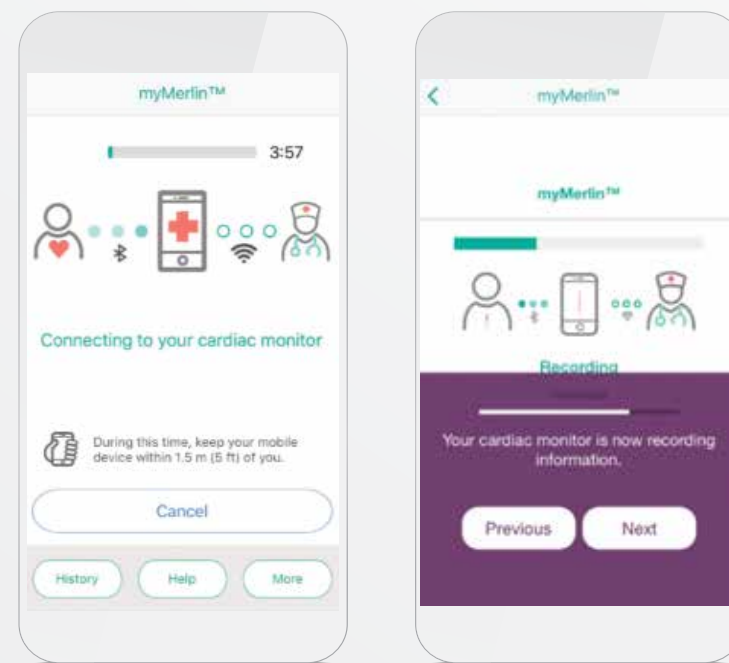 myMerlin™
3:57
Connecting to your cardiac monitor
During this time, keep your mobile
device within 1.5 m (5 ft) of you.
Cancel
History Help More
myMerlin™
myMerlin™
Recording
Your cardiac monitor is now recording
information.
Previous Next